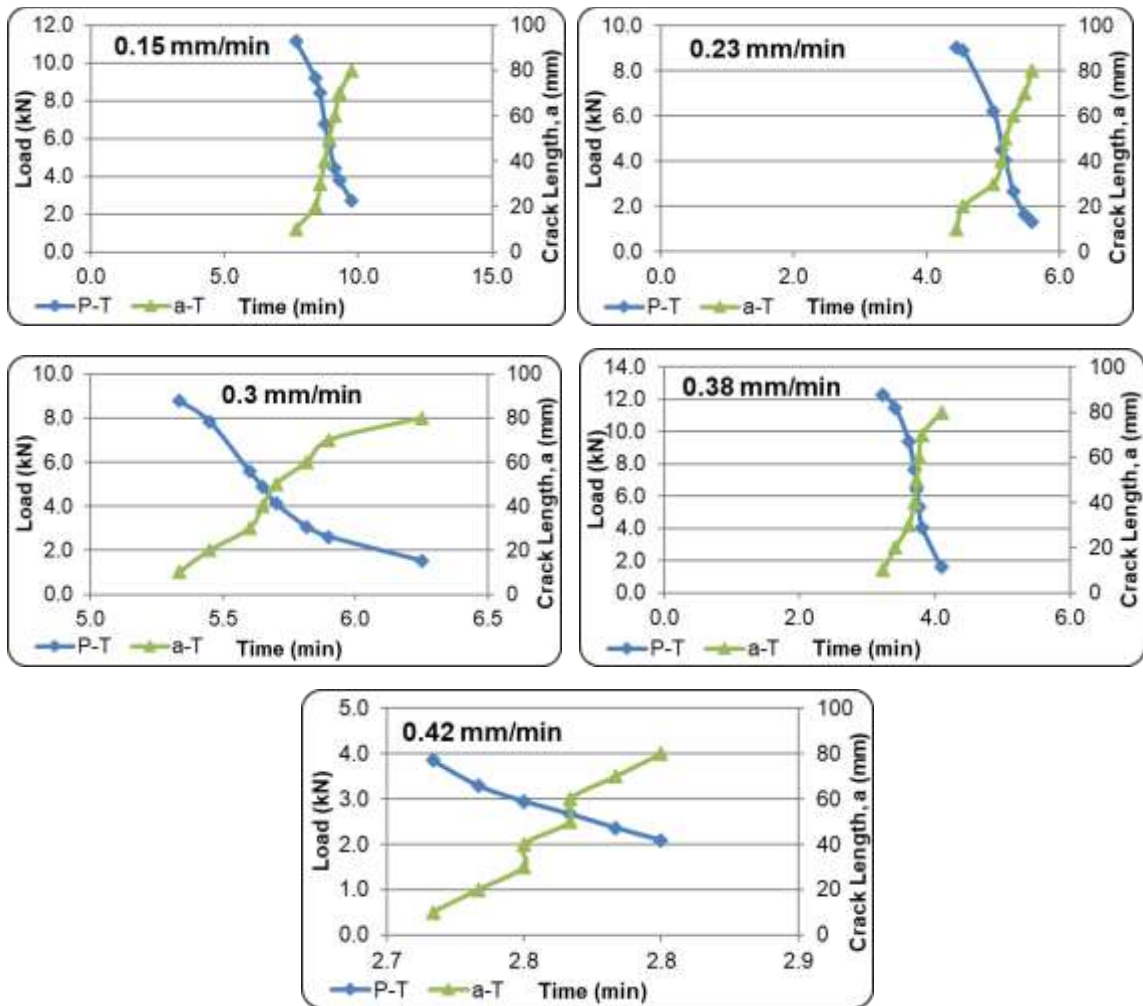 0.15 mm/min
Load (kN)
12.0
10.0
8.0
6.0
4.0
2.0
0.0
Crack Length, a (mm)
100
80
60
40
20
0
0.0 5.0 10.0 15.0
P-T a-T Time (min)
0.23 mm/min
Load (kN)
10.0
8.0
6.0
4.0
2.0
0.0
Crack Length, a (mm)
100
80
60
40
20
0
0.0 2.0 4.0 6.0
P-T a-T Time (min)
0.3 mm/min
Load (kN)
10.0
8.0
6.0
4.0
2.0
0.0
Crack Length, a (mm)
100
80
60
40
20
0
5.0 5.5 6.0 6.5
P-T a-T Time (min)
0.38 mm/min
Load (kN)
14.0
12.0
10.0
8.0
6.0
4.0
2.0
0.0
Crack Length, a (mm)
100
80
60
40
20
0
0.0 2.0 4.0 6.0
P-T a-T Time (min)
0.42 mm/min
Load (kN)
5.0
4.0
3.0
2.0
1.0
0.0
Crack Length, a (mm)
100
80
60
40
20
0
2.7 2.8 2.8 2.9
P-T a-T Time (min)